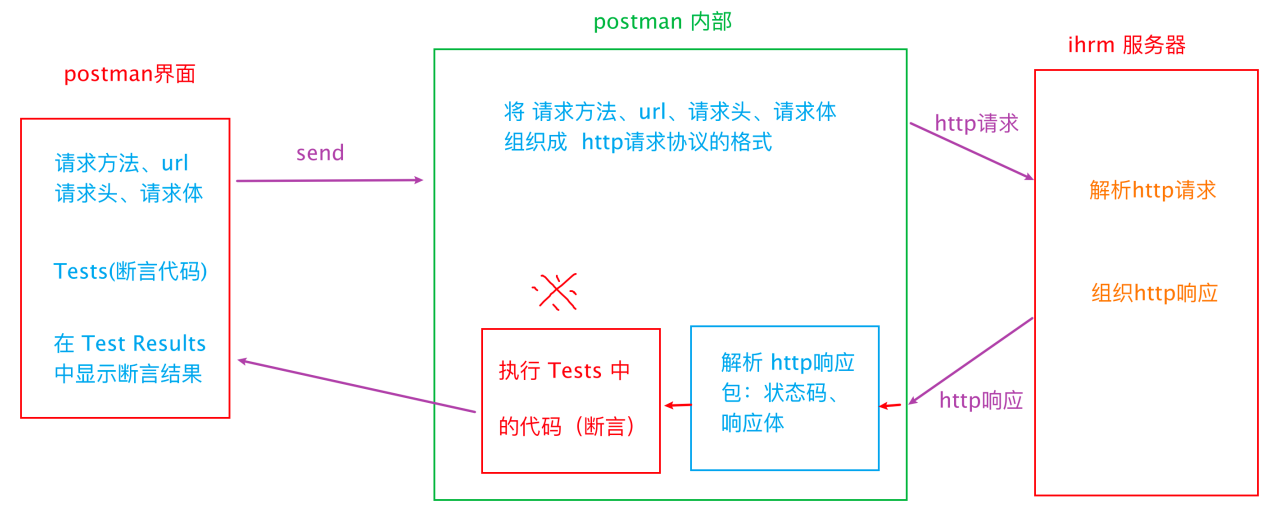 postman界面
请求方法、url
请求头、请求体
Tests(断言代码)
在 Test Results
中显示断言结果
send
postman 内部
将 请求方法、url、请求头、请求体
组织成 http请求协议的格式
※
执行 Tests 中
的代码（断言）
解析 http响应
包：状态码、
响应体
http请求
http响应
ihrm 服务器
解析http请求
组织http响应